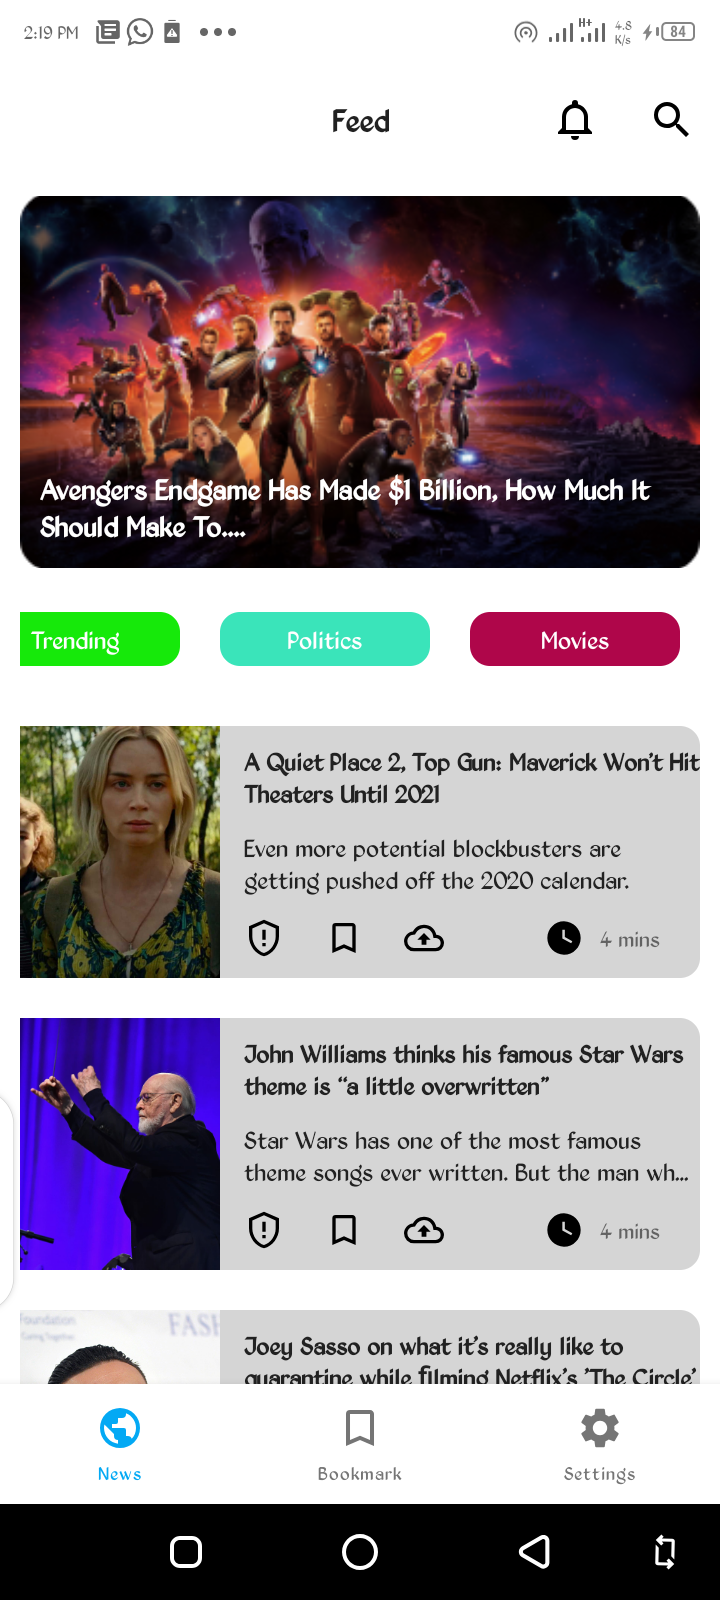 2:19 PM
H+
4.8
K/s
84
Feed
Avengers Endgame Has Made $1 Billion, How Much It
Should Make To....
Trending
Politics
Movies
A Quiet Place 2, Top Gun: Maverick Won't Hit
Theaters Until 2021
Even more potential blockbusters are
getting pushed off the 2020 calendar.
4 mins
John Williams thinks his famous Star Wars
theme is “a little overwritten”
Star Wars has one of the most famous
theme songs ever written. But the man wh...
4 mins
Foundation
Caring Together
FASH
Joey Sasso on what it's really like to
quarantine while filming Netflix's 'The Circle'
News
Bookmark
Settings